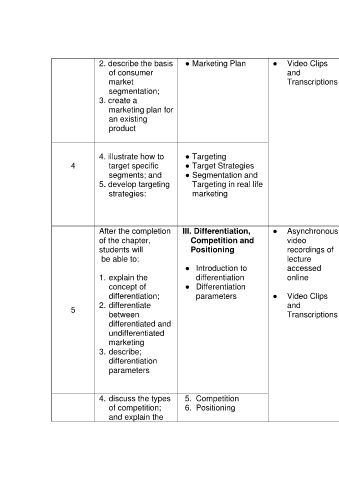 2. describe the basis
of consumer
market
segmentation;
3. create a
marketing plan for
an existing
product
● Marketing Plan
● Video Clips
and
Transcriptions
4
4. illustrate how to
target specific
segments; and
5. develop targeting
strategies;
● Targeting
● Target Strategies
● Segmentation and
Targeting in real life
marketing
5
After the completion
of the chapter,
students will
be able to:
1. explain the
concept of
differentiation;
2. differentiate
between
differentiated and
undifferentiated
marketing
3. describe;
differentiation
parameters
III. Differentiation,
Competition and
Positioning
● Introduction to
differentiation
● Differentiation
parameters
● Asynchronous
video
recordings of
lecture
accessed
online
● Video Clips
and
Transcriptions
4. discuss the types
of competition;
and explain the
5. Competition
6. Positioning